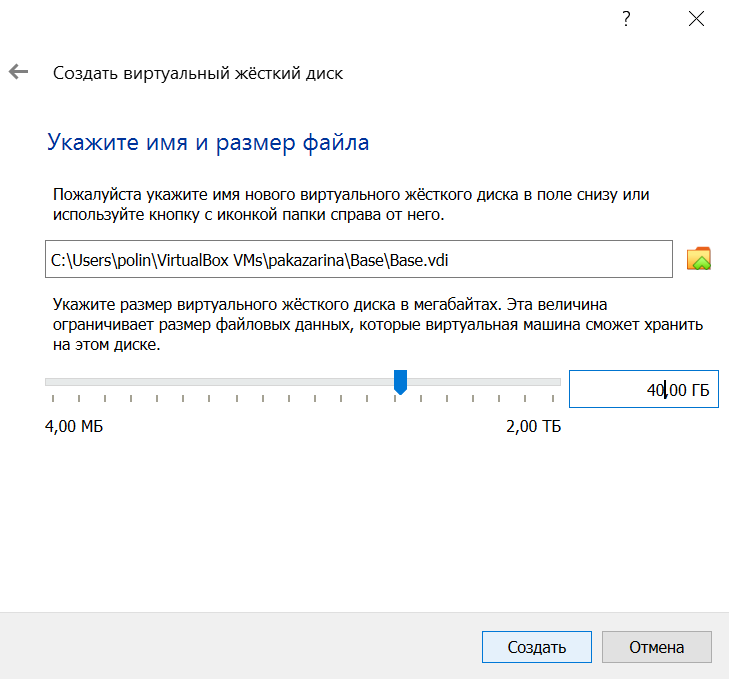 ?
Создать виртуальный жёсткий диск
Укажите имя и размер файла
Пожалуйста укажите имя нового виртуального жёсткого диска в поле снизу или
используйте кнопку с иконкой папки справа от него.
C:\Users\polin\VirtualBox VMs\pakazarina\Base\Base.vdi
Укажите размер виртуального жёсткого диска в мегабайтах. Эта величина
ограничивает размер файловых данных, которые виртуальная машина сможет хранить
на этом диске.
40,00 ГБ
4,00 МБ
2,00 ТБ
Создать
Отмена